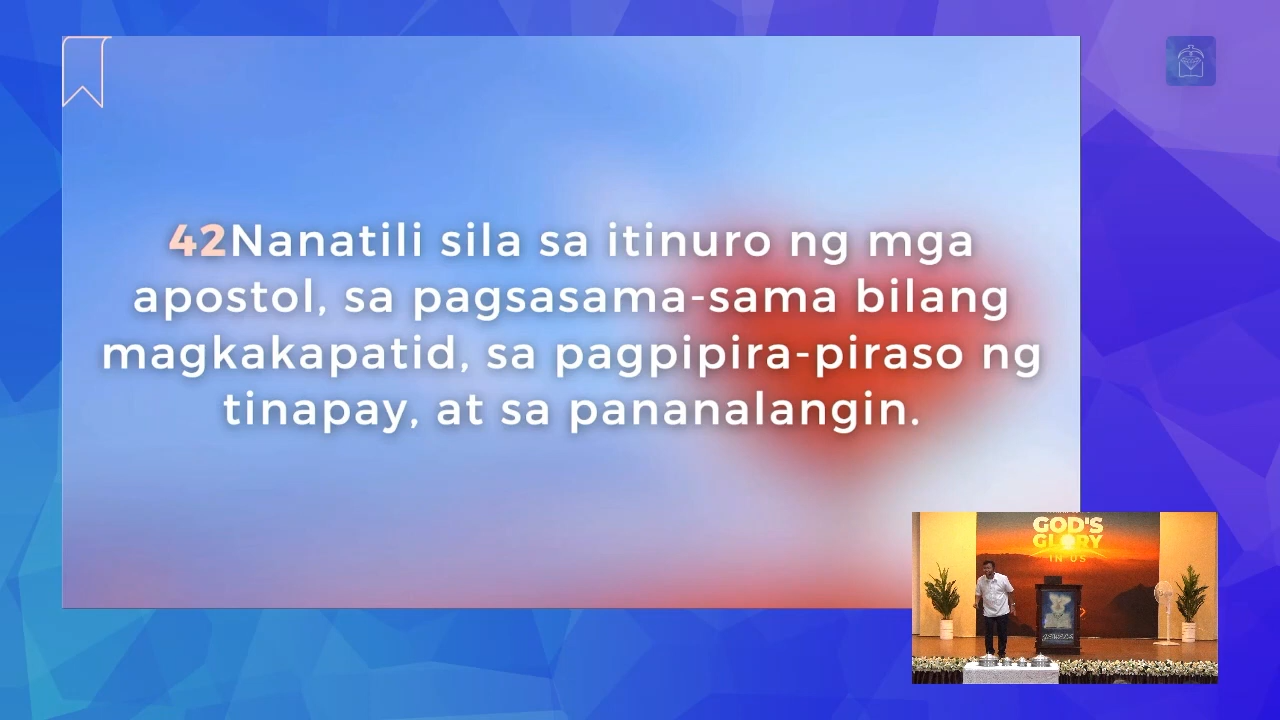 42Nanatili sila sa itinuro ng mga
apostol, sa pagsasama-sama bilang
magkakapatid, sa pagpipira-piraso ng
tinapay, at sa pananalangin.
GOD'S
GLORY
IN US